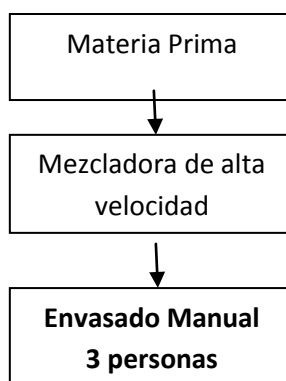 Materia Prima
Mezcladora de alta
velocidad
Envasado Manual
3 personas